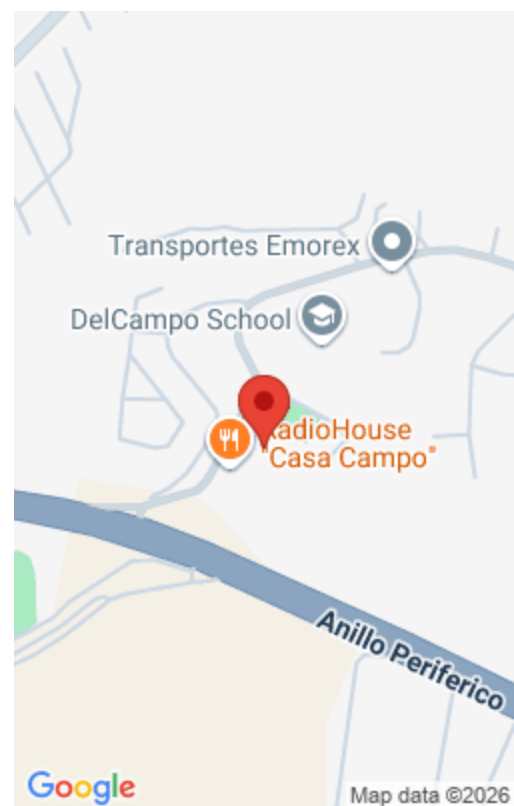 Transportes Emorex
DelCampo School
RadioHouse
"Casa Campo"
Anillo Periferico
Google
Map data ©2026